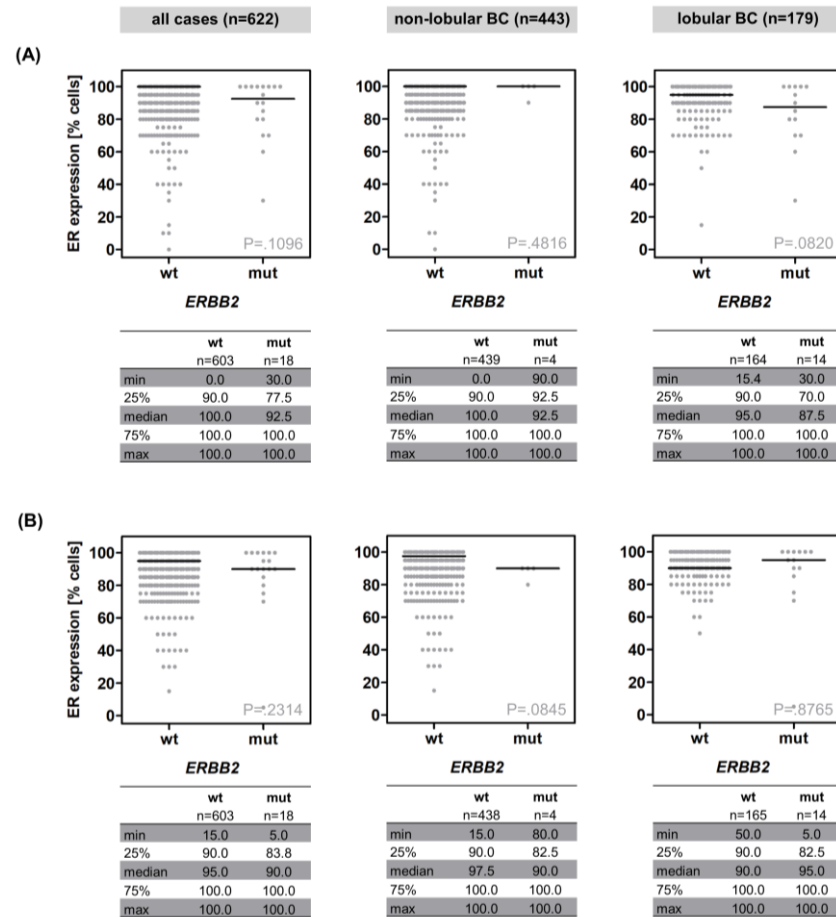 all cases (n=622) non-lobular BC (n=443) lobular BC (n=179)
(A)
ER expression [% cells]
100
80
60
40
20
0
P=.1096
wt mut
ERBB2
100
80
60
40
20
0
P=.4816
wt mut
ERBB2
100
80
60
40
20
0
P=.0820
wt mut
ERBB2
wt mut
n=603 n=18
min 0.0 30.0
25% 90.0 77.5
median 100.0 92.5
75% 100.0 100.0
max 100.0 100.0
wt mut
n=439 n=4
min 0.0 90.0
25% 90.0 92.5
median 100.0 92.5
75% 100.0 100.0
max 100.0 100.0
wt mut
n=164 n=14
min 15.4 30.0
25% 90.0 70.0
median 95.0 87.5
75% 100.0 100.0
max 100.0 100.0
(B)
ER expression [% cells]
100
80
60
40
20
0
P=.2314
wt mut
ERBB2
100
80
60
40
20
0
P=.0845
wt mut
ERBB2
100
80
60
40
20
0
P=.8765
wt mut
ERBB2
wt mut
n=603 n=18
min 15.0 5.0
25% 90.0 83.8
median 95.0 90.0
75% 100.0 100.0
max 100.0 100.0
wt mut
n=438 n=4
min 15.0 80.0
25% 90.0 82.5
median 97.5 90.0
75% 100.0 100.0
max 100.0 100.0
wt mut
n=165 n=14
min 50.0 5.0
25% 90.0 82.5
median 90.0 95.0
75% 100.0 100.0
max 100.0 100.0